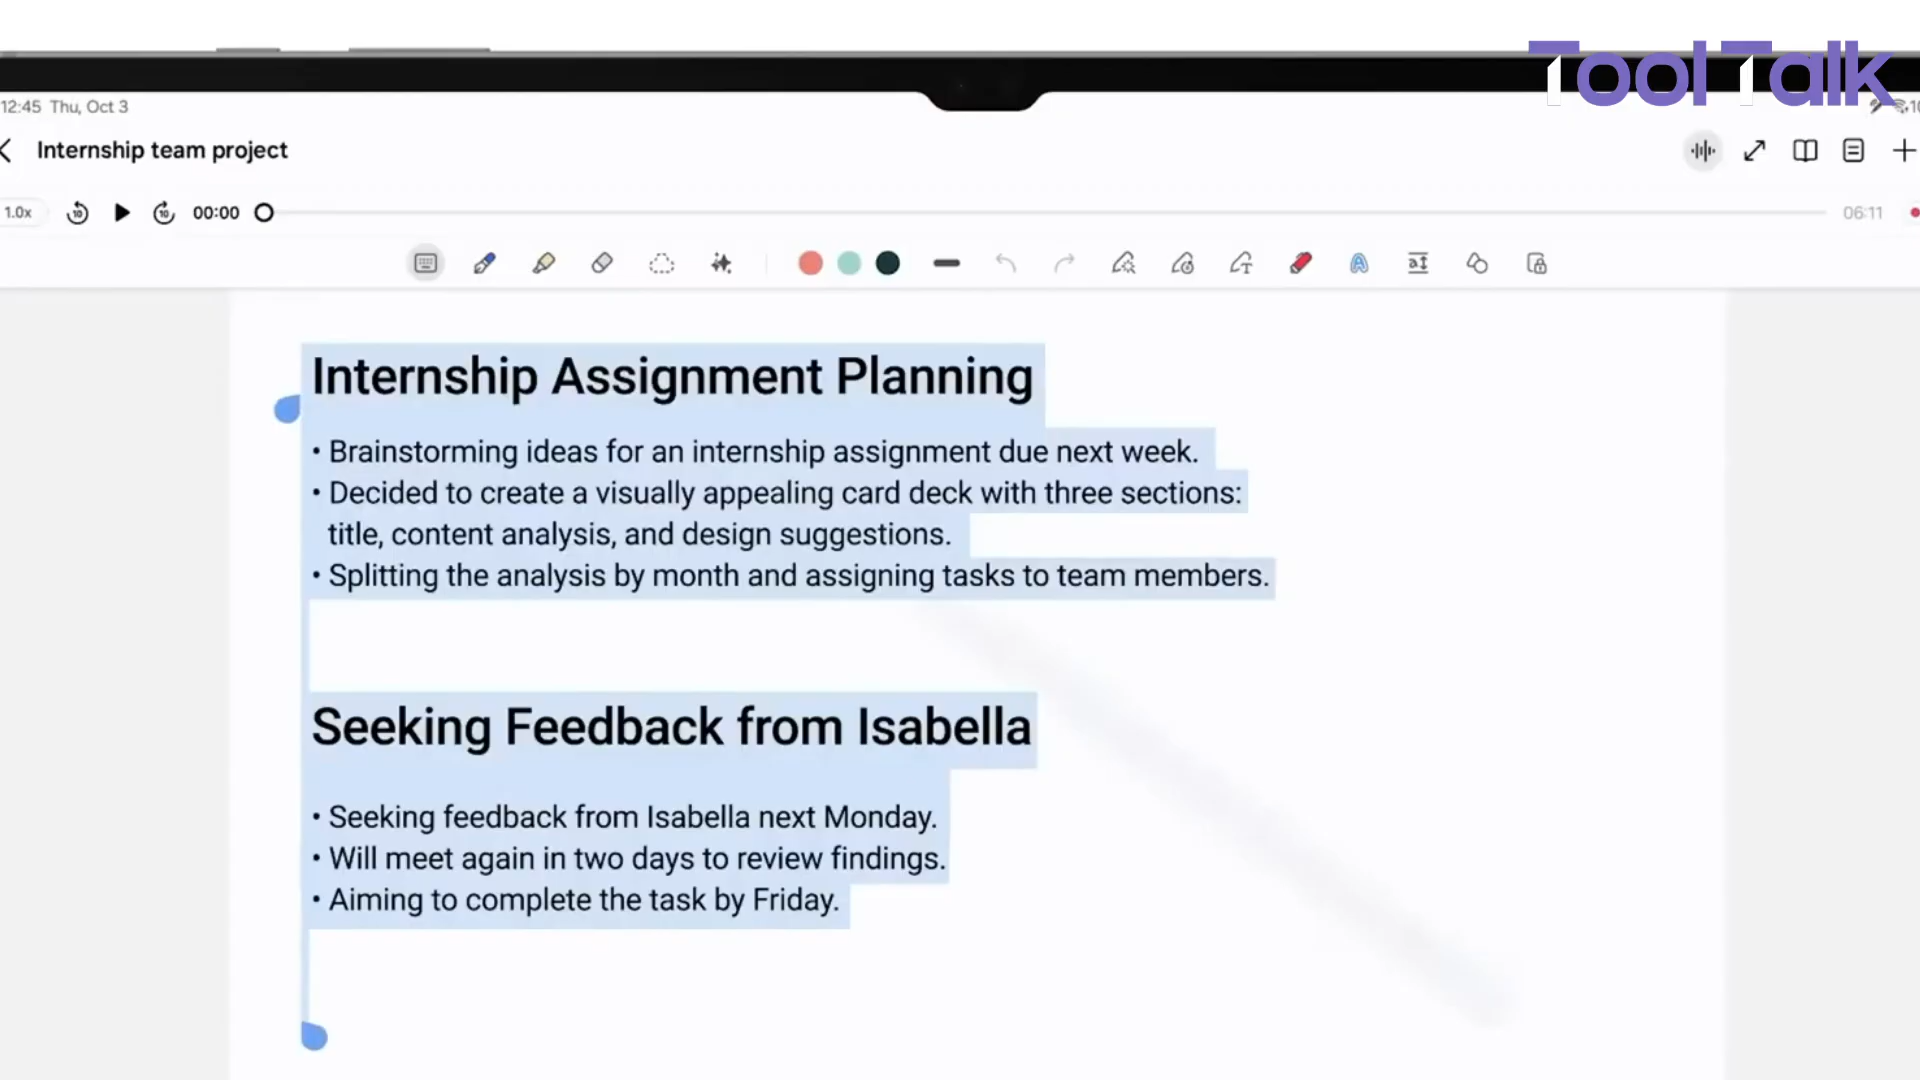 Tool Talk
12:45 Thu, Oct 3
Internship team project
1.0x
10
10
00:00
06:11
Internship Assignment Planning
• Brainstorming ideas for an internship assignment due next week.
• Decided to create a visually appealing card deck with three sections:
title, content analysis, and design suggestions.
• Splitting the analysis by month and assigning tasks to team members.
Seeking Feedback from Isabella
• Seeking feedback from Isabella next Monday.
• Will meet again in two days to review findings.
• Aiming to complete the task by Friday.